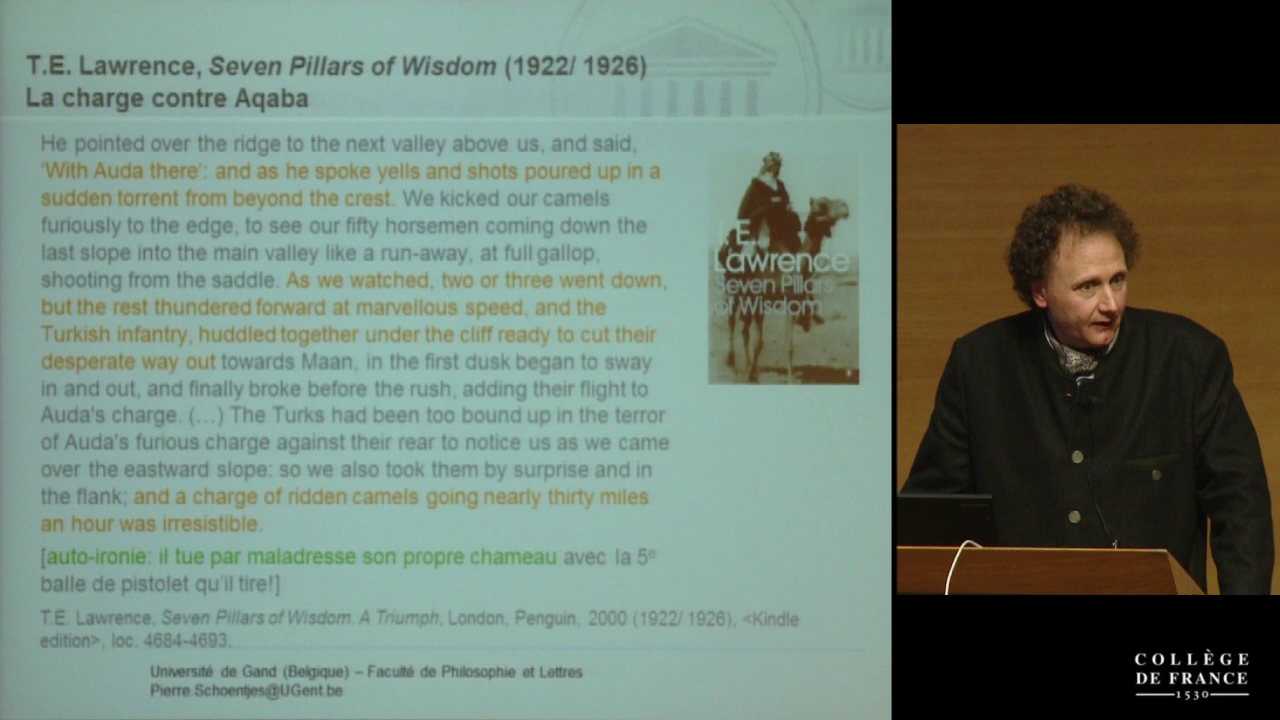 T.E. Lawrence, Seven Pillars of Wisdom (1922/ 1926)
La charge contre Aqaba
He pointed over the ridge to the next valley above us, and said,
'With Auda there': and as he spoke yells and shots poured up in a
sudden torrent from beyond the crest. We kicked our camels
furiously to the edge, to see our fifty horsemen coming down the
last slope into the main valley like a run-away, at full gallop,
shooting from the saddle. As we watched, two or three went down,
but the rest thundered forward at marvellous speed, and the
Turkish infantry, huddled together under the cliff ready to cut their
desperate way out towards Maan, in the first dusk began to sway
in and out, and finally broke before the rush, adding their flight to
Auda's charge. (…) The Turks had been too bound up in the terror
of Auda's furious charge against their rear to notice us as we came
over the eastward slope: so we also took them by surprise and in
the flank; and a charge of ridden camels going nearly thirty miles
an hour was irresistible.
[auto-ironie: il tue par maladresse son propre chameau avec la 5e
balle de pistolet qu'il tire!]
T.E. Lawrence, Seven Pillars of Wisdom. A Triumph, London, Penguin, 2000 (1922/ 1926), <Kindle
edition>, loc. 4684-4693.
Université de Gand (Belgique) – Faculté de Philosophie et Lettres
Pierre.Schoentjes@UGent.be
T.E.
Lawrence
Seven Pillars
of Wisdom
COLLÈGE
DE FRANCE
1530